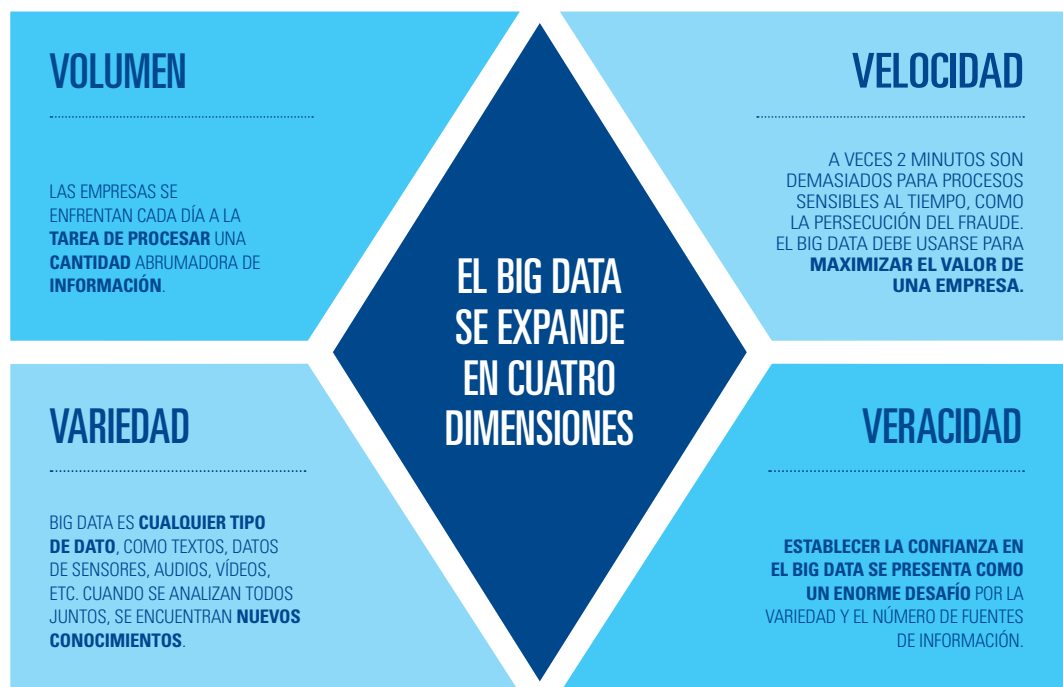 VOLUMEN
LAS EMPRESAS SE
ENFRENTAN CADA DÍA A LA
TAREA DE PROCESAR UNA
CANTIDAD ABRUMADORA DE
INFORMACIÓN.
VELOCIDAD
A VECES 2 MINUTOS SON
DEMASIADOS PARA PROCESOS
SENSIBLES AL TIEMPO, COMO
LA PERSECUCIÓN DEL FRAUDE.
EL BIG DATA DEBE USARSE PARA
MAXIMIZAR EL VALOR DE
UNA EMPRESA.
EL BIG DATA
SE EXPANDE
EN CUATRO
DIMENSIONES
VARIEDAD
BIG DATA ES CUALQUIER TIPO
DE DATO, COMO TEXTOS, DATOS
DE SENSORES, AUDIOS, VÍDEOS,
ETC. CUANDO SE ANALIZAN TODOS
JUNTOS, SE ENCUENTRAN NUEVOS
CONOCIMIENTOS.
VERACIDAD
ESTABLECER LA CONFIANZA EN
EL BIG DATA SE PRESENTA COMO
UN ENORME DESAFÍO POR LA
VARIEDAD Y EL NÚMERO DE FUENTES
DE INFORMACIÓN.